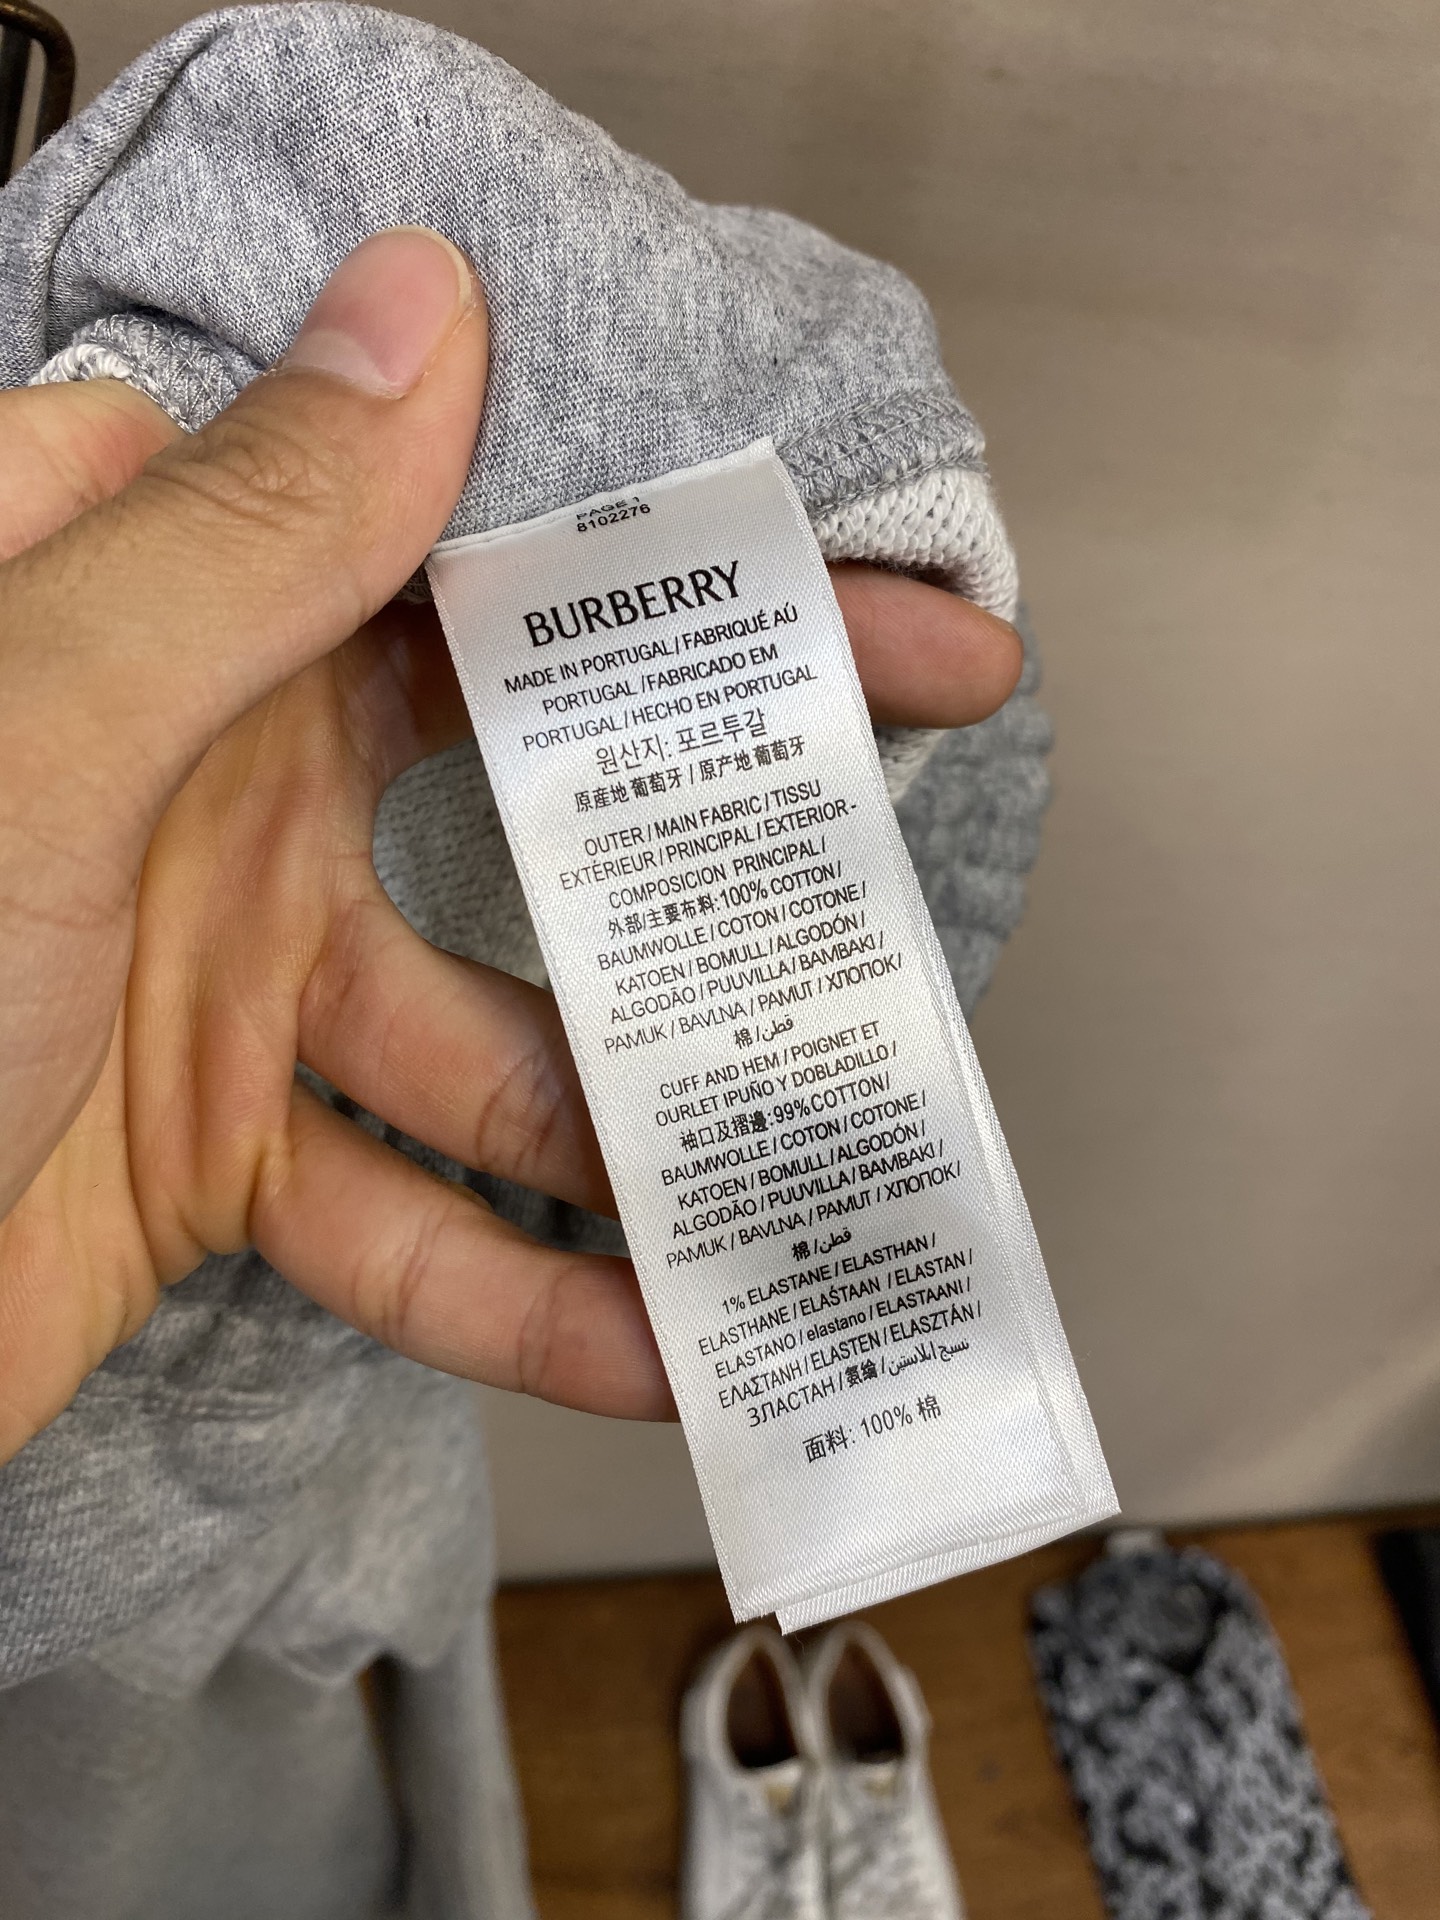 PAGE 1
8102276
BURBERRY
MADE IN PORTUGAL/FABRIQUÉ AÚ
PORTUGAL/FABRICADO EM
PORTUGAL/HECHO EN PORTUGAL
원산지: 포르투갈
原産地葡萄牙/原产地葡萄牙
OUTER/MAIN FABRIC/TISSU
EXTÉRIEUR/PRINCIPAL/EXTERIOR-
COMPOSICION PRINCIPAL/
外部/主要布料:100% COTTON/
BAUMWOLLE/COTON/COTONE/
KATOEN/BOMULL/ALGODÓN/
ALGODÃO/PUUVILLA/BAMBAKI/
PAMUK/BAVLNA/PAMUT/ХЛОПОК/
棉/قطن
CUFF AND HEM/POIGNET ET
OURLET IPUÑO Y DOBLADILLO/
袖口及摺邊:99%COTTON/
BAUMWOLLE/COTON/COTONE/
KATOEN/BOMULL/ALGODÓN/
ALGODÃO/PUUVILLA/BAMBAKI/
PAMUK/BAVLNA/PAMUT/ХЛОПОК/
棉/قطن
1% ELASTANE/ELASTHAN/
ELASTHANE/ELAŚTAAN/ELASTAN/
ELASTANO/elastano/ELASTAANI/
ΕΛΑΣΤΑΝΗ/ELASTEN/ELASZTÁN/
ЗЛАСТАН/氨綸/نسيج الاستين
面料: 100% 棉